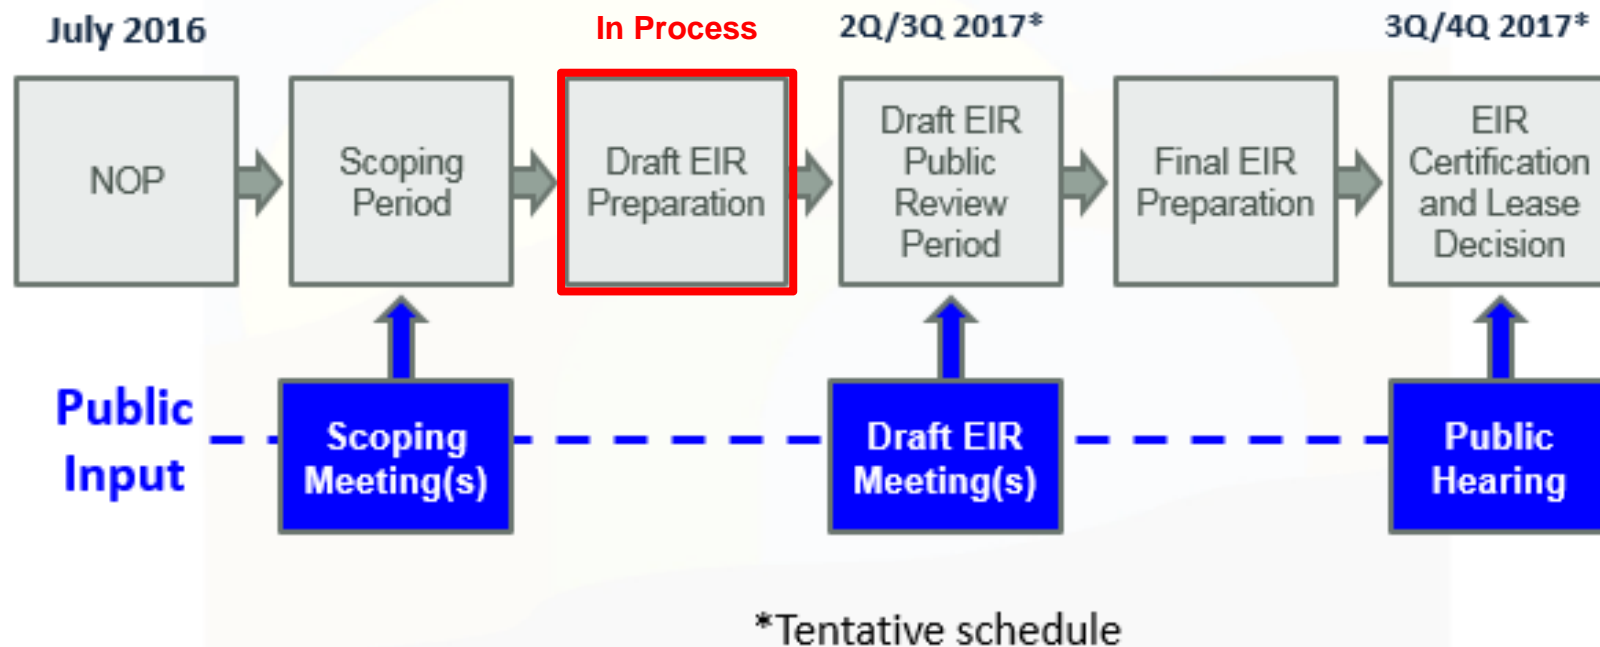 July 2016
In Process
2Q/3Q 2017*
3Q/4Q 2017*
NOP
Scoping
Period
Draft EIR
Preparation
Draft EIR
Public
Review
Period
Final EIR
Preparation
EIR
Certification
and Lease
Decision
Public
Input
Scoping
Meeting(s)
Draft EIR
Meeting(s)
Public
Hearing
*Tentative schedule